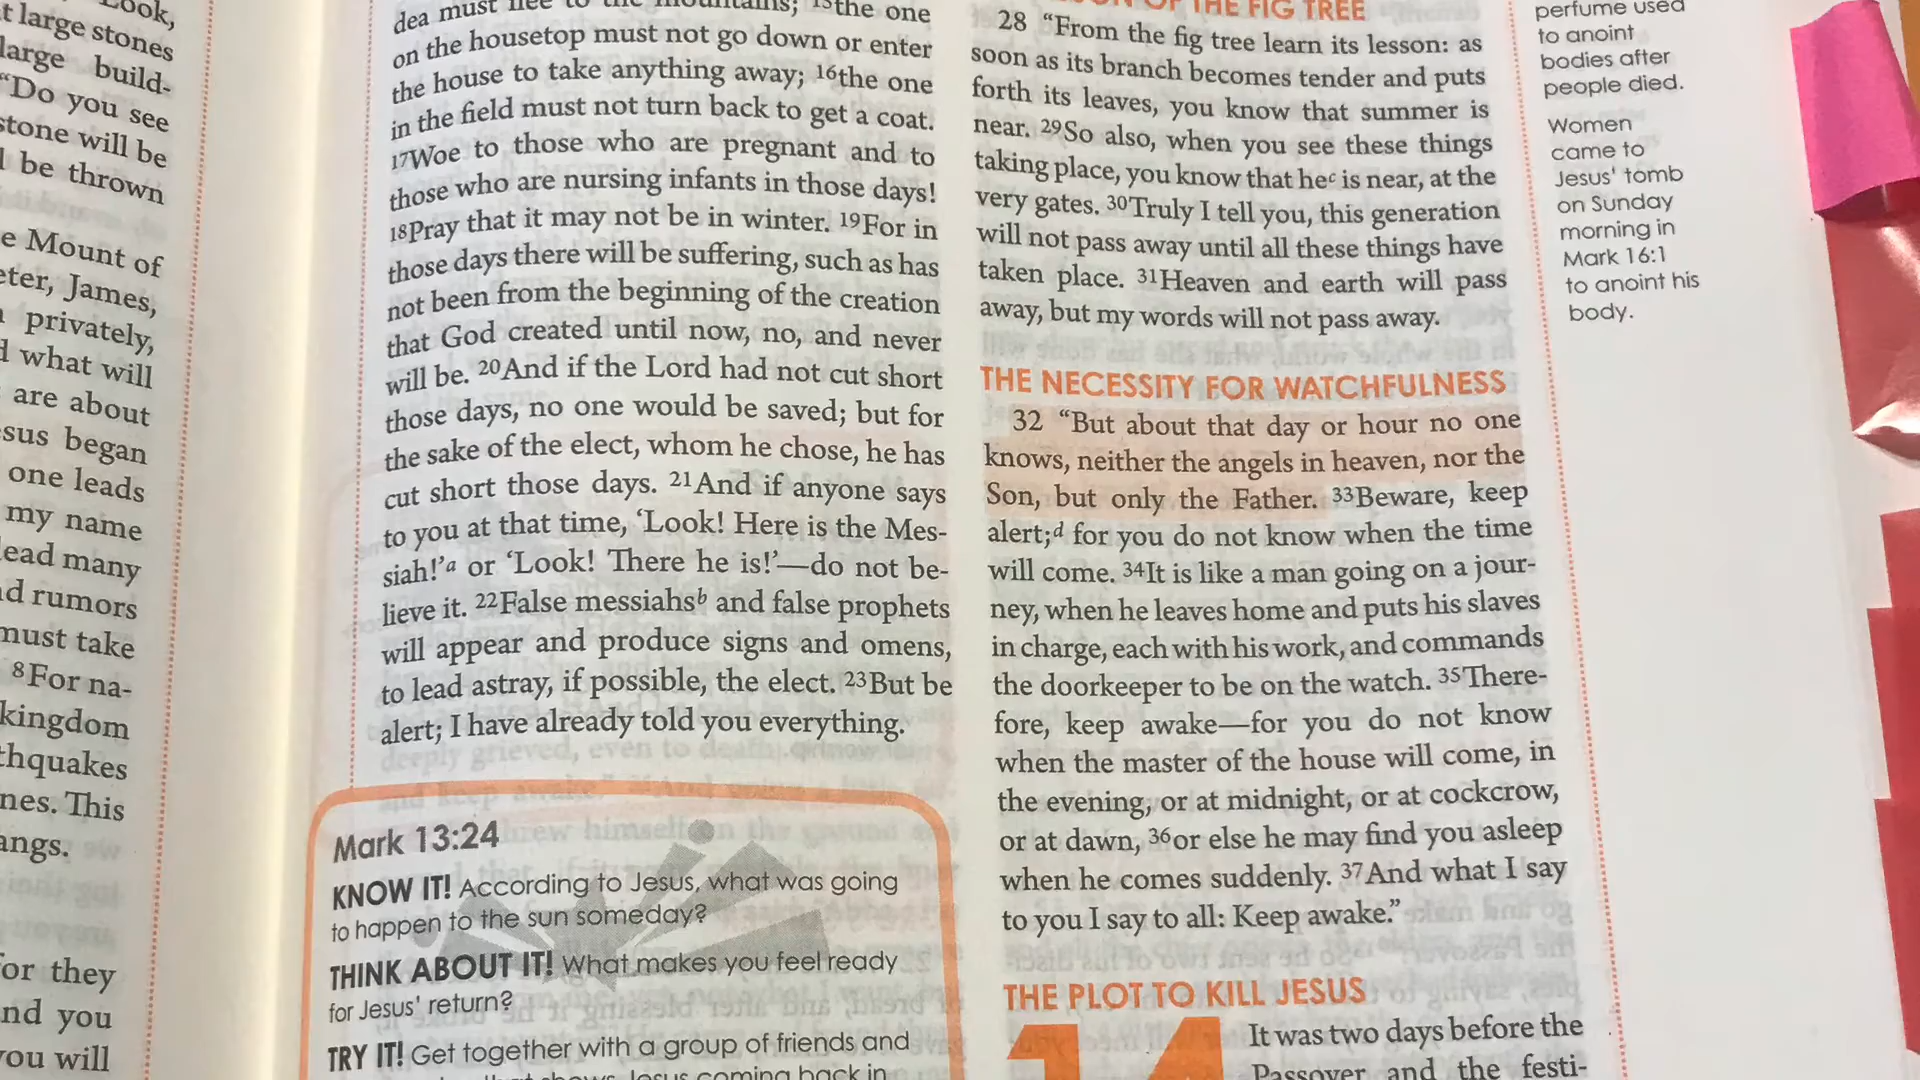 Look,
t large stones
large build-
"Do you see
stone will be
be thrown
e Mount of
eter, James,
privately,
what will
are about
sus began
one leads
my name
lead many
d rumors
must take
8For na-
kingdom
thquakes
nes. This
angs.
or they
nd you
you will
dea must flee to the mountains; 15the one
on the housetop must not go down or enter
the house to take anything away; 16the one
in the field must not turn back to get a coat.
17Woe to those who are pregnant and to
those who are nursing infants in those days!
18Pray that it may not be in winter. 19For in
those days there will be suffering, such as has
not been from the beginning of the creation
that God created until now, no, and never
will be. 20And if the Lord had not cut short
those days, no one would be saved; but for
the sake of the elect, whom he chose, he has
cut short those days. 21And if anyone says
to you at that time, ‘Look! Here is the Mes-
siah!’a or ‘Look! There he is!’—do not be-
lieve it. 22False messiahsb and false prophets
will appear and produce signs and omens,
to lead astray, if possible, the elect. 23But be
alert; I have already told you everything.
Mark 13:24
KNOW IT! According to Jesus, what was going
to happen to the sun someday?
THINK ABOUT IT! What makes you feel ready
for Jesus' return?
TRY IT! Get together with a group of friends and
shows Jesus coming back in
OF THE FIG TREE
28 “From the fig tree learn its lesson: as
soon as its branch becomes tender and puts
forth its leaves, you know that summer is
near. 29So also, when you see these things
taking place, you know that hec is near, at the
very gates. 30Truly I tell you, this generation
will not pass away until all these things have
taken place. 31Heaven and earth will pass
away, but my words will not pass away.
THE NECESSITY FOR WATCHFULNESS
32 “But about that day or hour no one
knows, neither the angels in heaven, nor the
Son, but only the Father. 33Beware, keep
alert;d for you do not know when the time
will come. 34It is like a man going on a jour-
ney, when he leaves home and puts his slaves
in charge, each with his work, and commands
the doorkeeper to be on the watch. 35There-
fore, keep awake—for you do not know
when the master of the house will come, in
the evening, or at midnight, or at cockcrow,
or at dawn, 36or else he may find you asleep
when he comes suddenly. 37And what I say
to you I say to all: Keep awake.”
THE PLOT TO KILL JESUS
14 It was two days before the
Passover and the festi-
perfume used
to anoint
bodies after
people died.
Women
came to
Jesus' tomb
on Sunday
morning in
Mark 16:1
to anoint his
body.